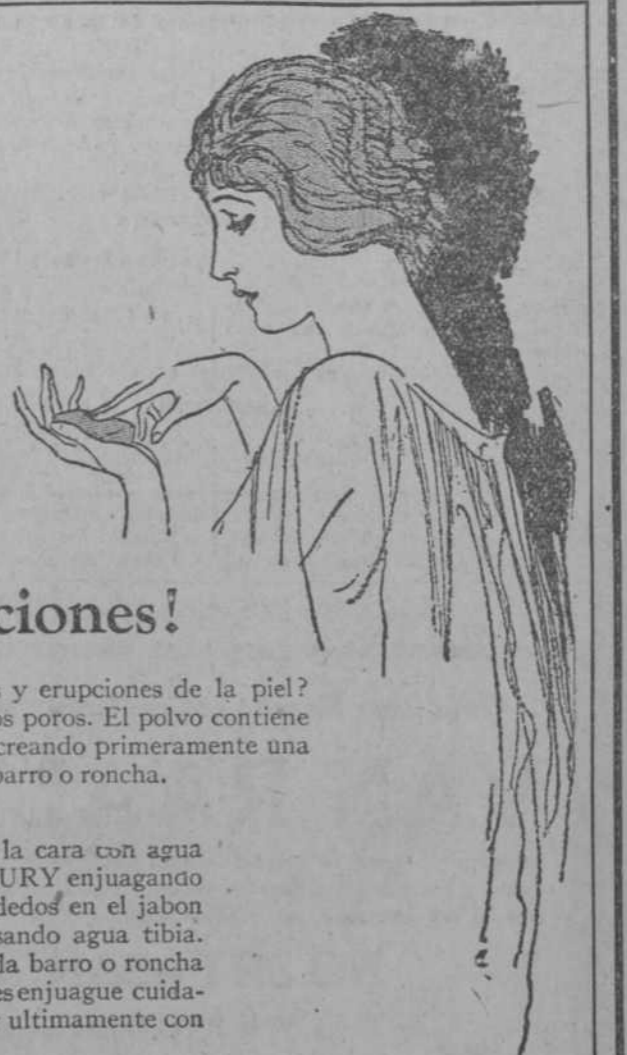 ciones!
y erupciones de la piel?
os poros. El polvo contiene
creando primeramente una
barro o roncha.
la cara con agua
URY enjuagando
dedos en el jabon
sando agua tibia.
la barro o roncha
es enjuague cuida-
ultimamente con